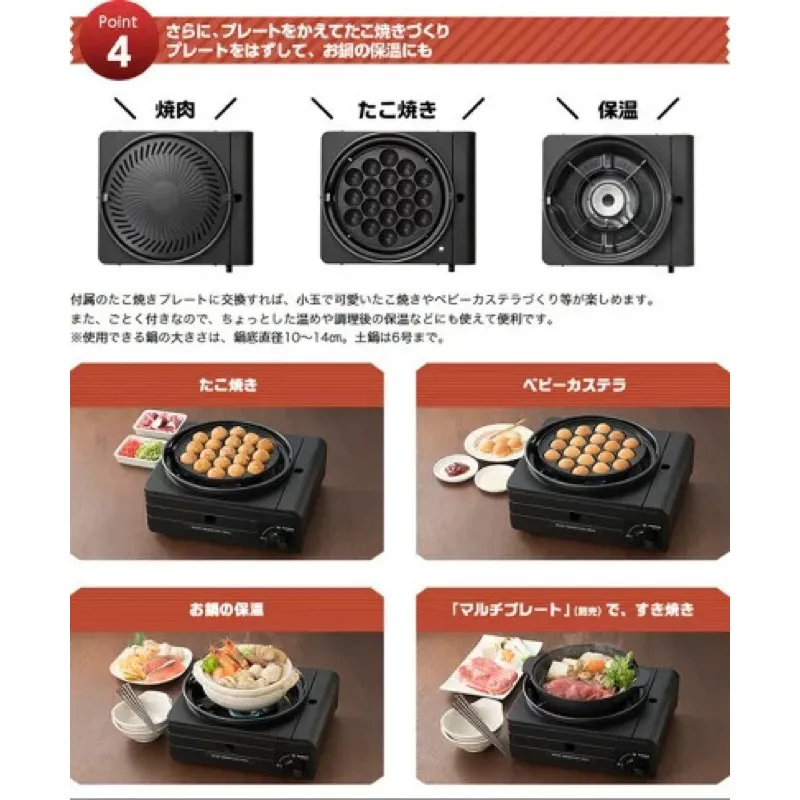 Point
4
さらに、プレートをかえてたこ焼きづくり
プレートをはずして、お鍋の保温にも
焼肉
たこ焼き
保温
付属のたこ焼きプレートに交換すれば、小玉で可愛いたこ焼きやベビーカステラづくり等が楽しめます。
また、ごとく付きなので、ちょっとした温めや調理後の保温などにも使えて便利です。
※使用できる鍋の大きさは、鍋底直径10〜14㎝。土鍋は6号まで。
たこ焼き
ベビーカステラ
お鍋の保温
「マルチプレート」(別売)で、すき焼き